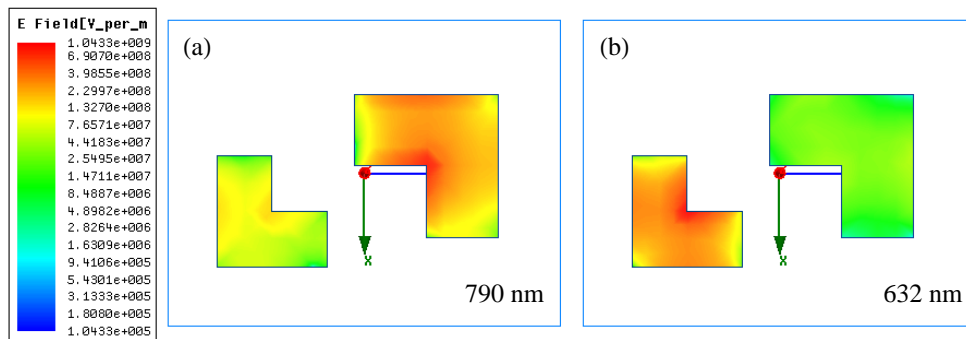 E Field[V_per_m
1.0433e+009
6.9070e+008
3.9855e+008
2.2997e+008
1.3270e+008
7.6571e+007
4.4183e+007
2.5495e+007
1.4711e+007
8.4887e+006
4.8982e+006
2.8264e+006
1.6309e+006
9.4106e+005
5.4301e+005
3.1333e+005
1.8080e+005
1.0433e+005
(a)
X
790 nm
(b)
X
632 nm